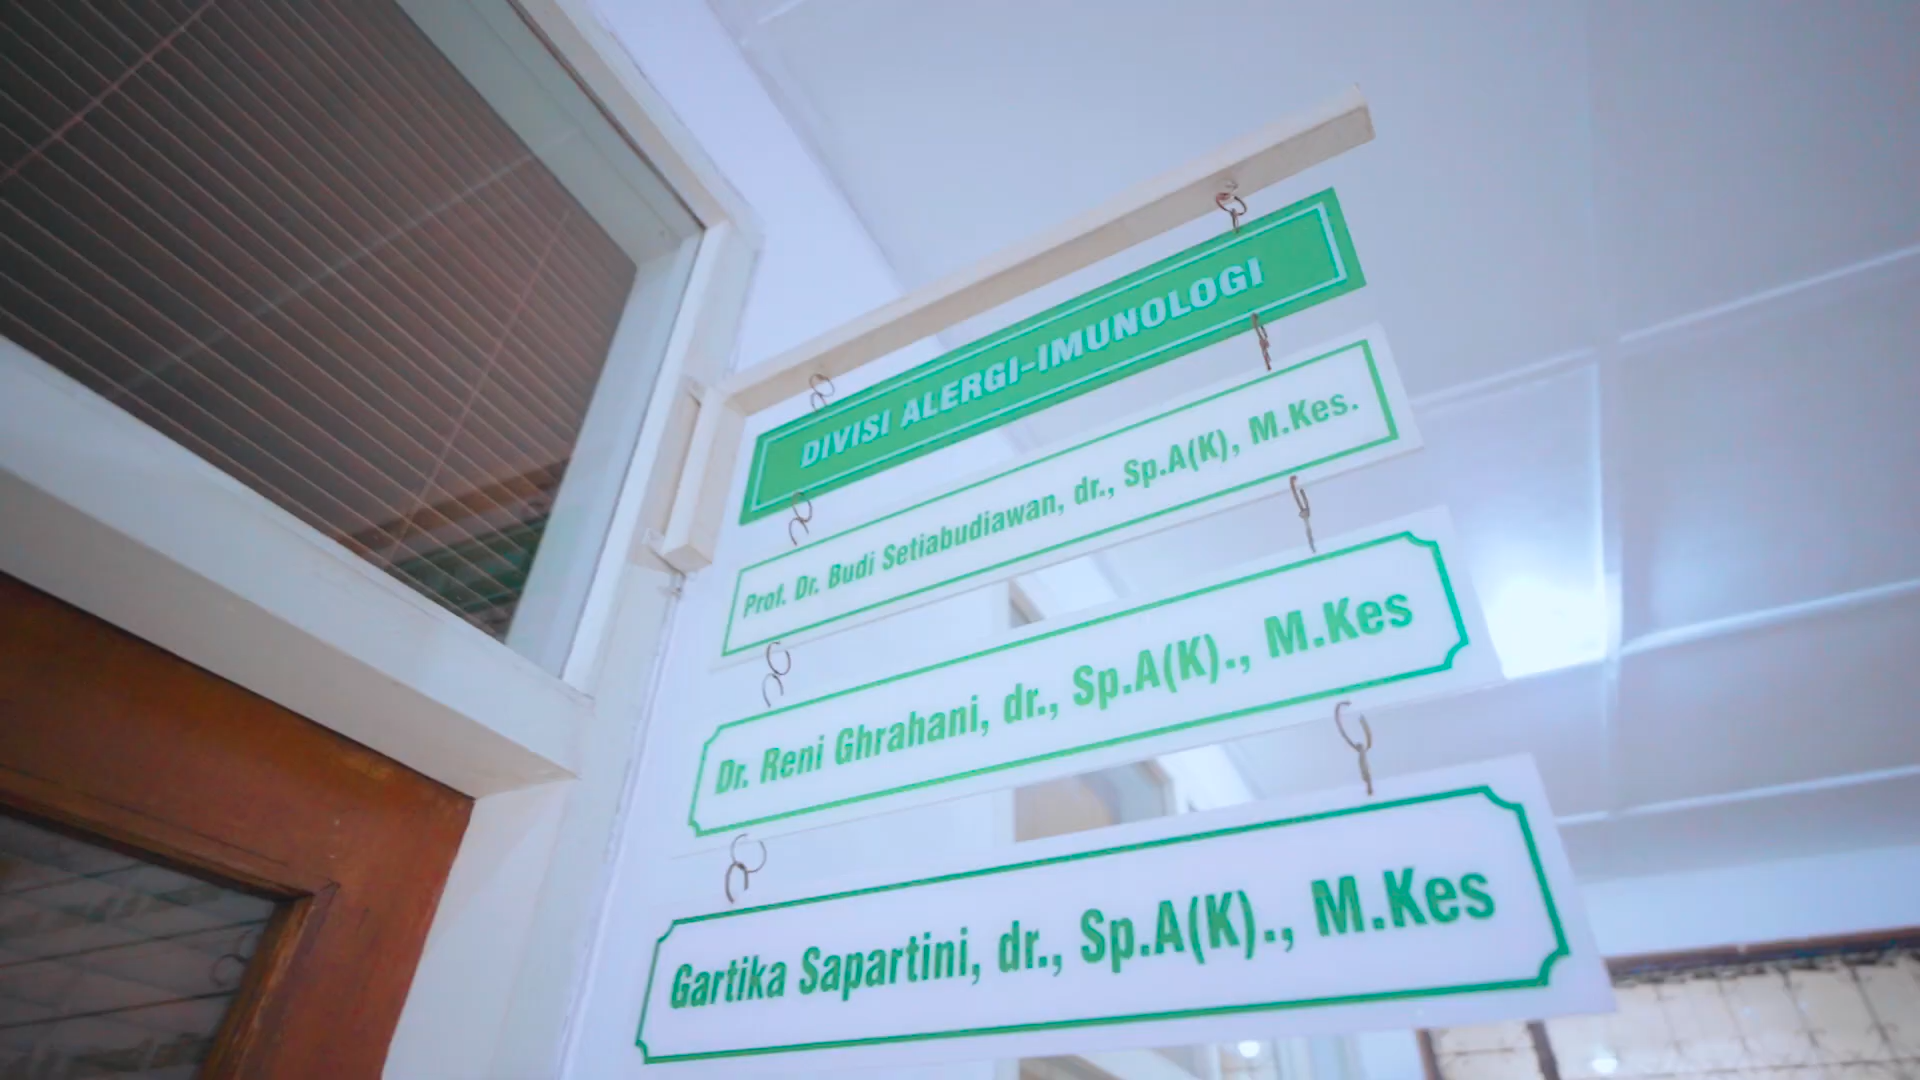 DIVISI ALERGI-IMUNOLOGI
Prof. Dr. Budi Setiabudiawan, dr., Sp.A(K), M.Kes.
Dr. Reni Ghrahani, dr., Sp.A(K)., M.Kes
Gartika Sapartini, dr., Sp.A(K)., M.Kes